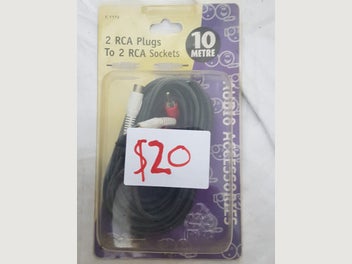 2 RCA Plugs
To 2 RCA Sockets
10
METRE
AUDIO ACCESSORIES
$20